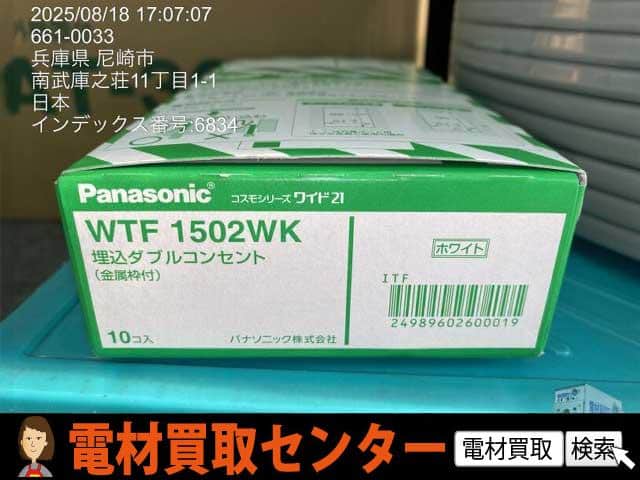 2025/08/18 17:07:07
661-0033
兵庫県 尼崎市
南武庫之荘11丁目1-1
日本
インデックス番号:6834
Panasonic® コスモシリーズ ワイド21
WTF 1502WK
埋込ダブルコンセント
(金属枠付)
ホワイト
ITF
24989602600019
10コ入
パナソニック株式会社
電材買取センター
電材買取 検索